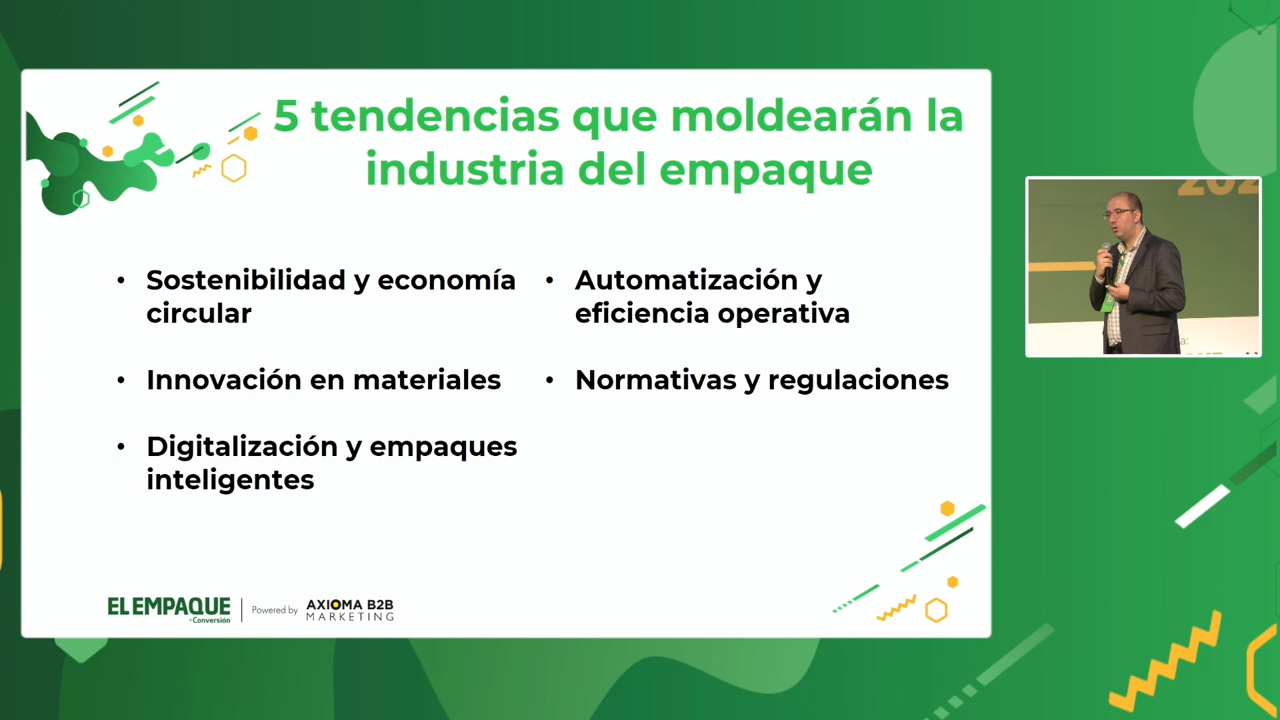 5 tendencias que moldearán la
industria del empaque
• Sostenibilidad y economía
circular
• Innovación en materiales
• Digitalización y empaques
inteligentes
• Automatización y
eficiencia operativa
• Normativas y regulaciones
EL EMPAQUE
+Conversión
Powered by
AXIOMA B2B
MARKETING